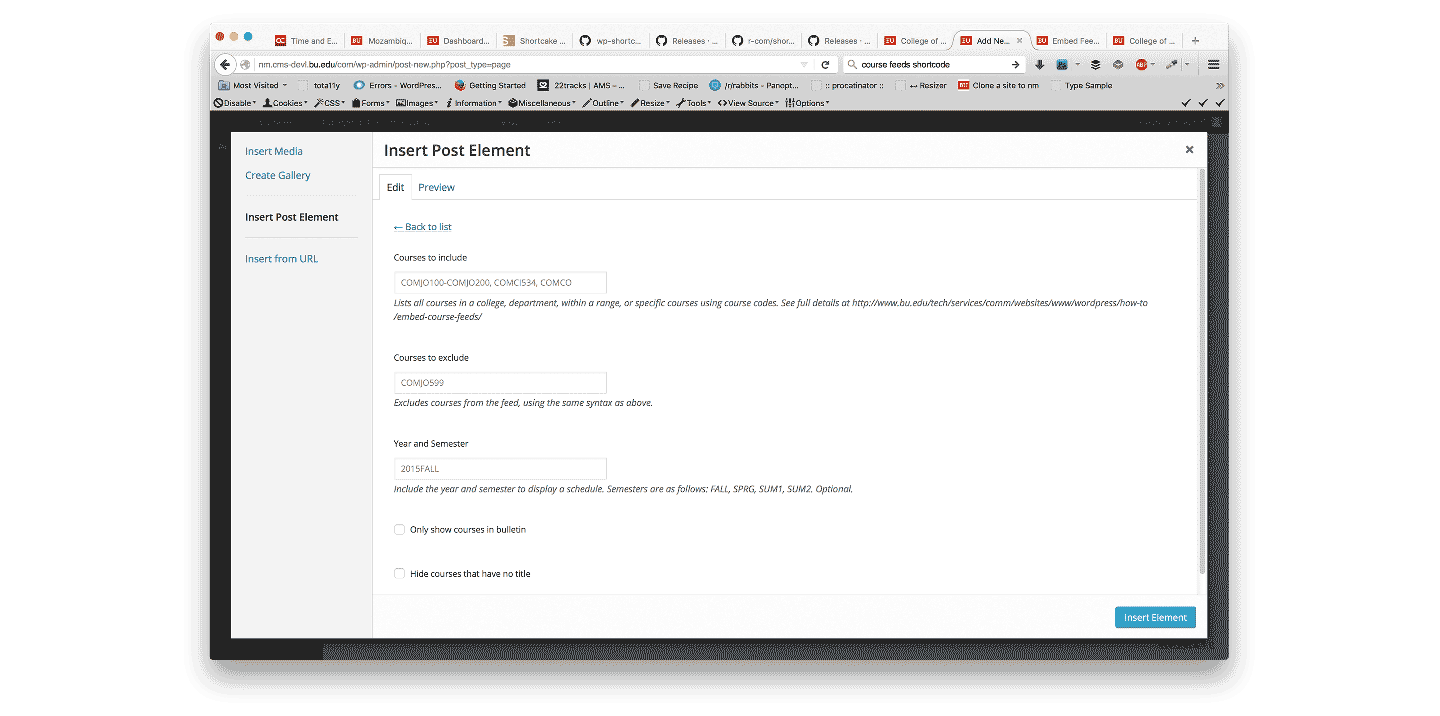 CC Time and E...
BU Mozambiq...
EU Dashboard...
S Shortcake ...
wp-shortc...
Releases · ...
r-com/shor...
Releases · ...
EU College of ...
EU Add Ne... ×
BU Embed Fee...
BU College of ...
+
nm.cms-devl.bu.edu/com/wp-admin/post-new.php?post_type=page
course feeds shortcode
ABP
Most Visited
tota11y
Errors - WordPres...
Getting Started
22tracks | AMS – ...
Save Recipe
/r/rabbits - Panopt...
:: procatinator ::
↔ Resizer
BU Clone a site to nm
Type Sample
»
Disable
Cookies
CSS
Forms
Images
Information
Miscellaneous
Outline
Resize
Tools
View Source
Options
Insert Media
Create Gallery
Insert Post Element
Insert from URL
Insert Post Element
×
Edit
Preview
← Back to list
Courses to include
COMJO100-COMJO200, COMCI534, COMCO
Lists all courses in a college, department, within a range, or specific courses using course codes. See full details at http://www.bu.edu/tech/services/comm/websites/www/wordpress/how-to
/embed-course-feeds/
Courses to exclude
COMJO599
Excludes courses from the feed, using the same syntax as above.
Year and Semester
2015FALL
Include the year and semester to display a schedule. Semesters are as follows: FALL, SPRG, SUM1, SUM2. Optional.
Only show courses in bulletin
Hide courses that have no title
Insert Element